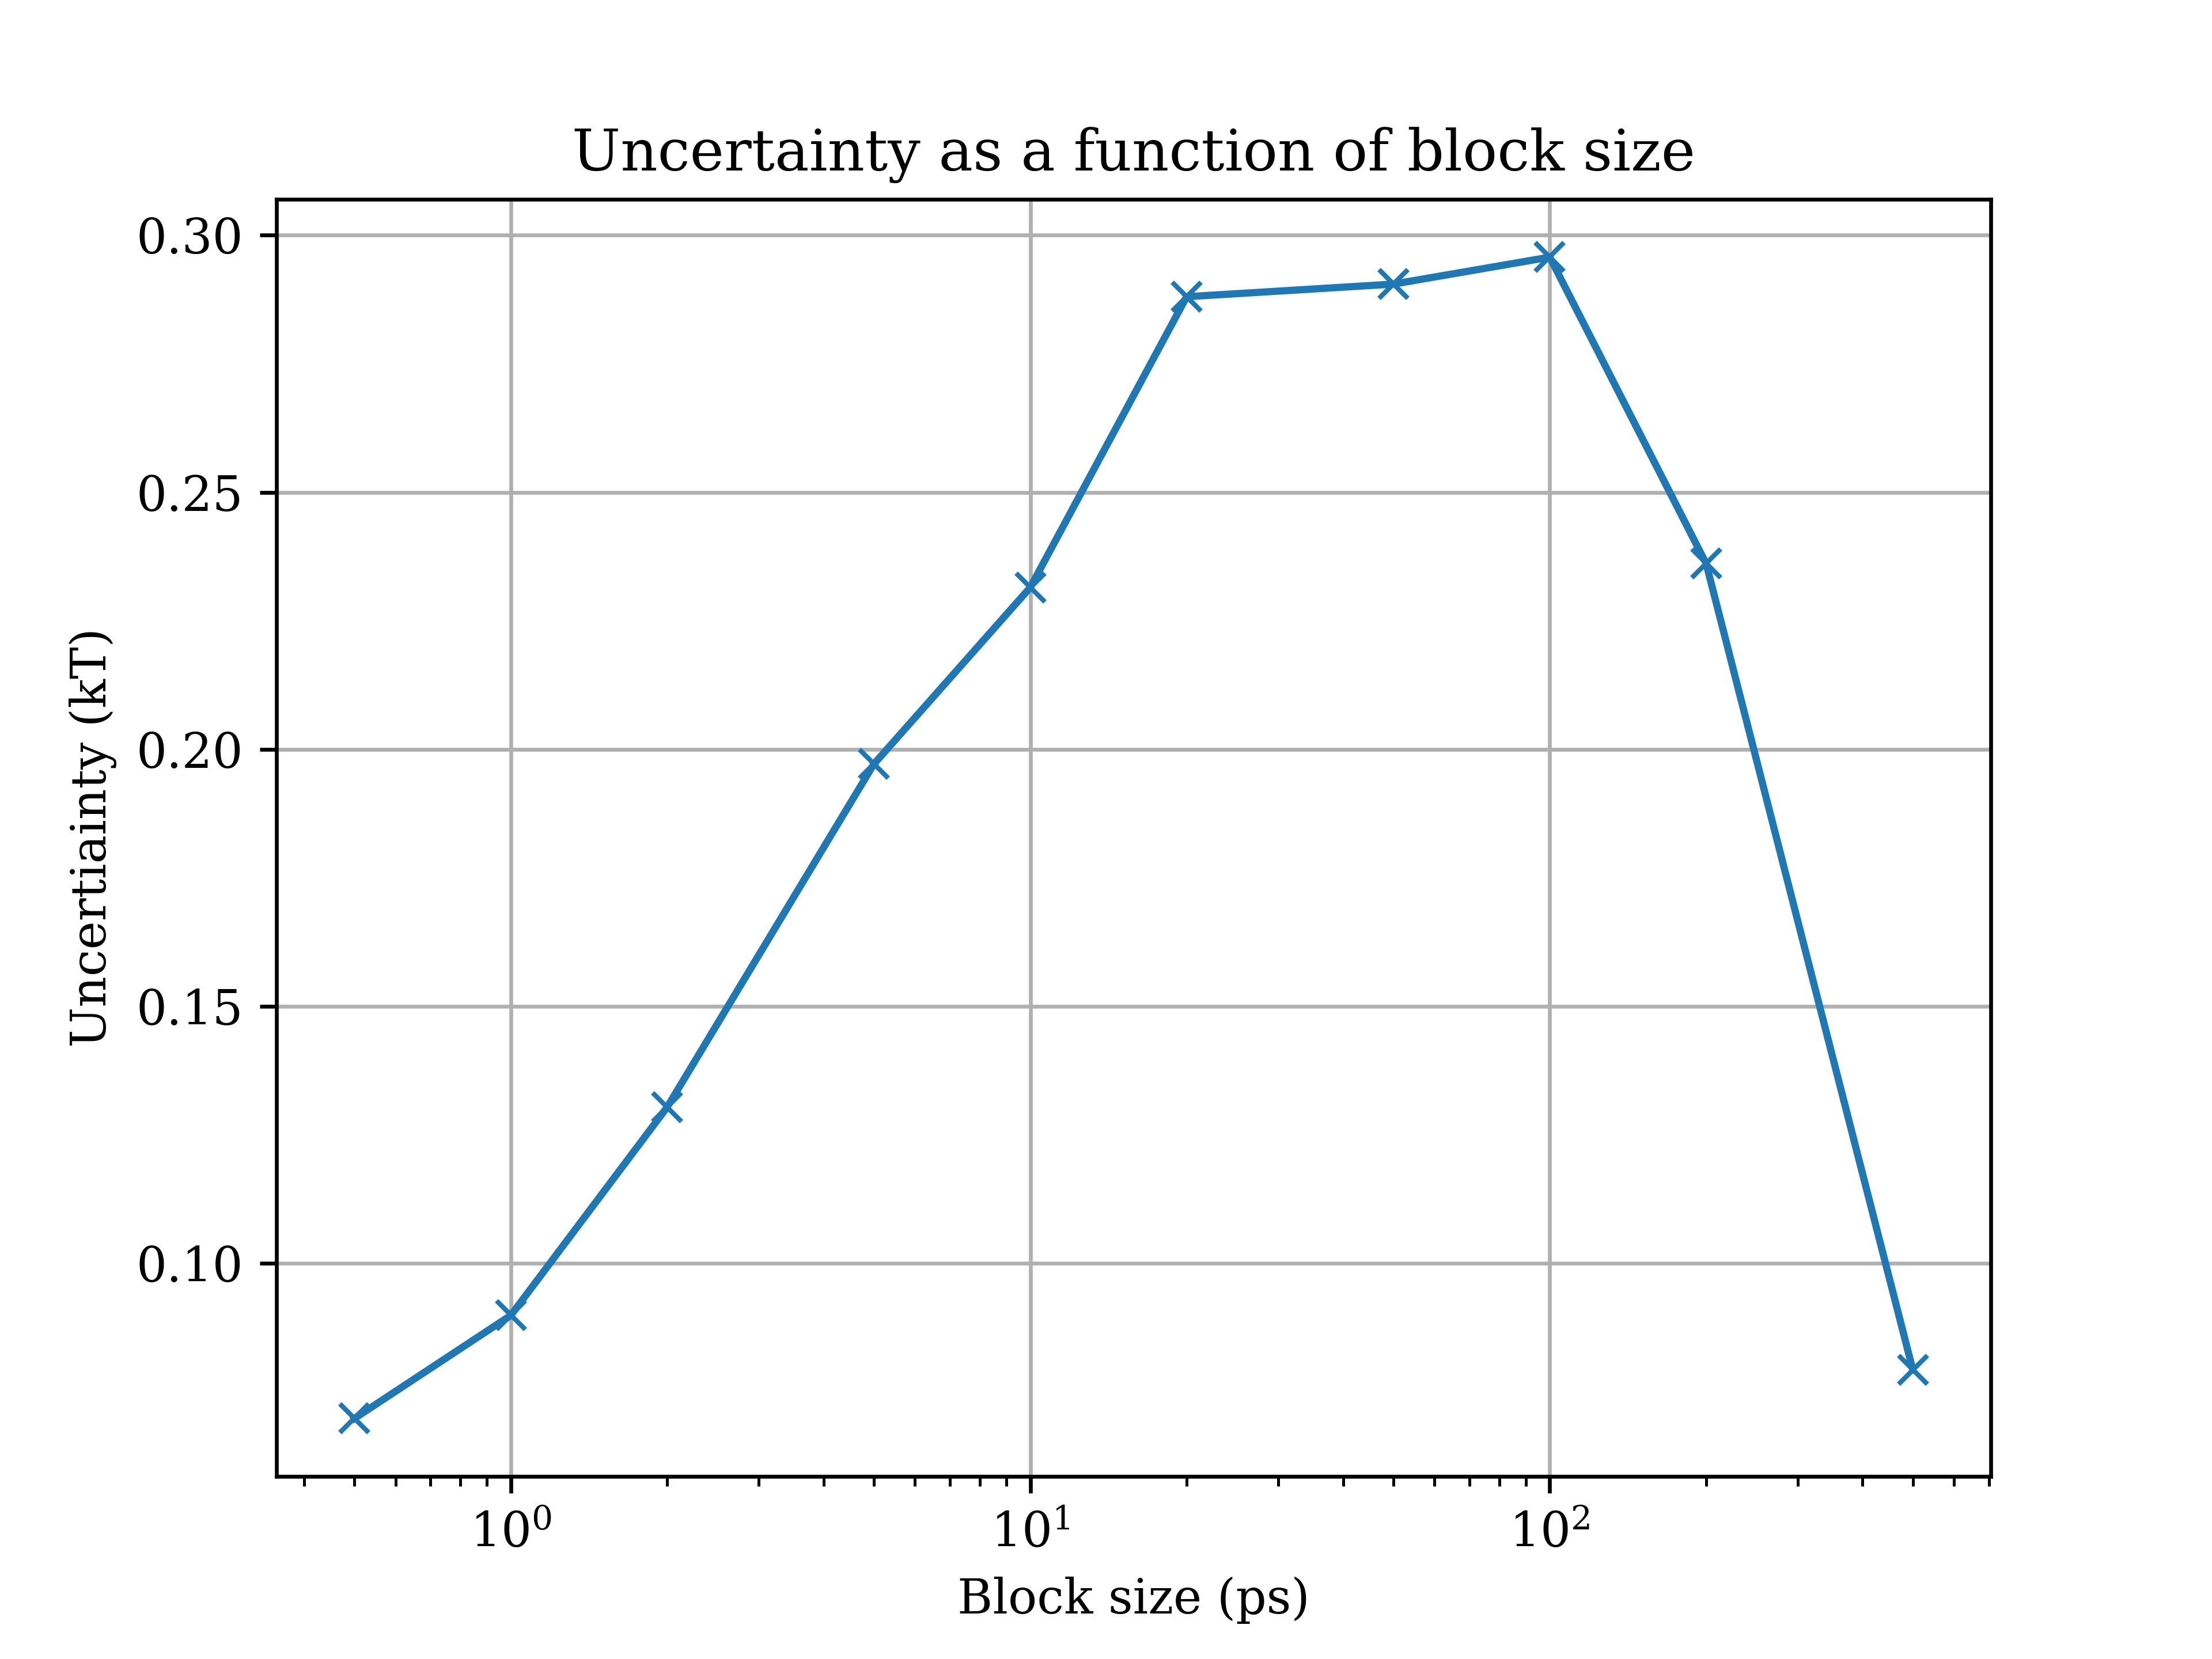 Uncertainty as a function of block size
0.30
0.25
0.20
0.15
0.10
Uncertiainty (kT)
10⁰
10¹
10²
Block size (ps)